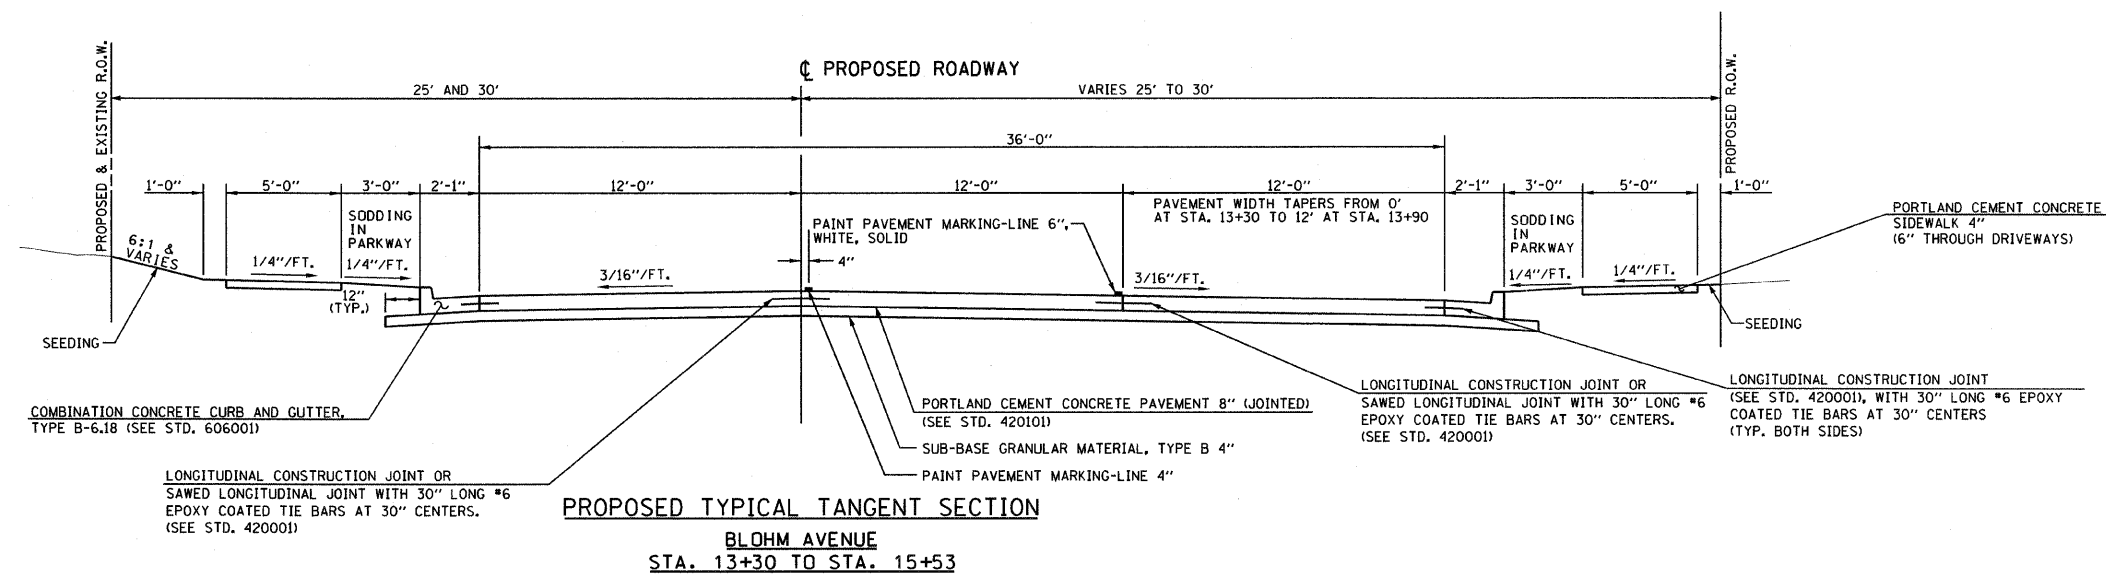 PROPOSED & EXISTING R.O.W.
℄ PROPOSED ROADWAY
PROPOSED R.O.W.
25' AND 30'
VARIES 25' TO 30'
36'-0"
1'-0"
5'-0"
3'-0"
2'-1"
12'-0"
12'-0"
12'-0"
2'-1"
3'-0"
5'-0"
1'-0"
SODDING
IN
PARKWAY
PAINT PAVEMENT MARKING-LINE 6",
WHITE, SOLID
PAVEMENT WIDTH TAPERS FROM 0'
AT STA. 13+30 TO 12' AT STA. 13+90
SODDING
IN
PARKWAY
PORTLAND CEMENT CONCRETE
SIDEWALK 4"
(6" THROUGH DRIVEWAYS)
6:1 &
VARIES
1/4"/FT.
1/4"/FT.
3/16"/FT.
4"
3/16"/FT.
1/4"/FT.
1/4"/FT.
12"
(TYP.)
SEEDING
SEEDING
COMBINATION CONCRETE CURB AND GUTTER,
TYPE B-6.18 (SEE STD. 606001)
PORTLAND CEMENT CONCRETE PAVEMENT 8" (JOINTED)
(SEE STD. 420101)
SUB-BASE GRANULAR MATERIAL, TYPE B 4"
PAINT PAVEMENT MARKING-LINE 4"
LONGITUDINAL CONSTRUCTION JOINT OR
SAWED LONGITUDINAL JOINT WITH 30" LONG #6
EPOXY COATED TIE BARS AT 30" CENTERS.
(SEE STD. 420001)
LONGITUDINAL CONSTRUCTION JOINT
(SEE STD. 420001), WITH 30" LONG #6 EPOXY
COATED TIE BARS AT 30" CENTERS
(TYP. BOTH SIDES)
LONGITUDINAL CONSTRUCTION JOINT OR
SAWED LONGITUDINAL JOINT WITH 30" LONG #6
EPOXY COATED TIE BARS AT 30" CENTERS.
(SEE STD. 420001)
PROPOSED TYPICAL TANGENT SECTION
BLOHM AVENUE
STA. 13+30 TO STA. 15+53